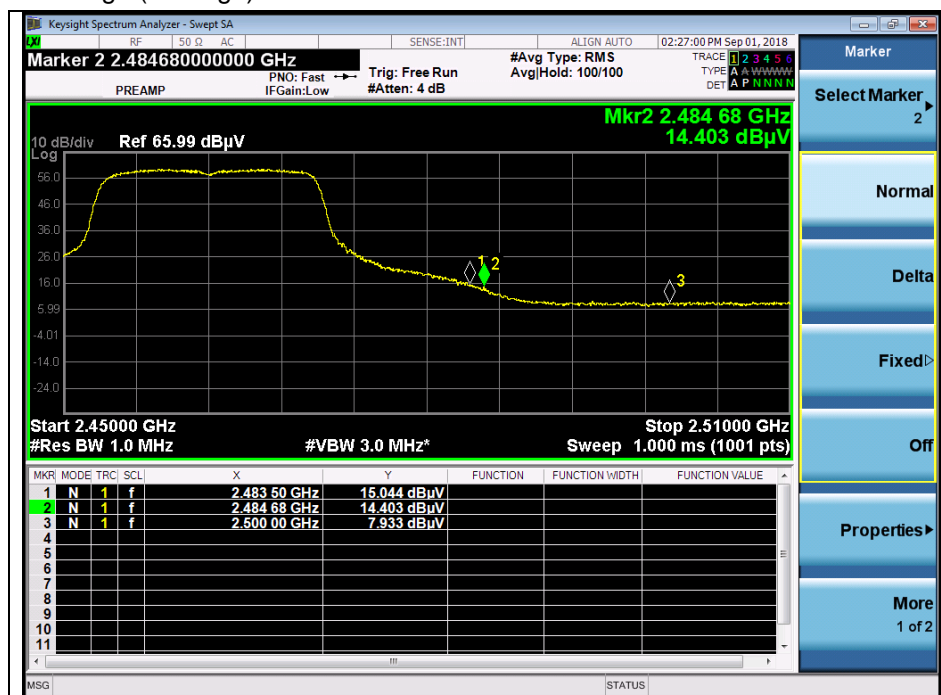 Keysight Spectrum Analyzer - Swept SA
LXI RF 50 Ω AC SENSE:INT ALIGN AUTO 02:27:00 PM Sep 01, 2018
Marker 2 2.484680000000 GHz
PREAMP
PNO: Fast
IFGain:Low
Trig: Free Run
#Atten: 4 dB
#Avg Type: RMS
Avg|Hold: 100/100
TRACE 1 2 3 4 5 6
TYPE A A W W W W
DET A P N N N N
Mkr2 2.484 68 GHz
14.403 dBµV
10 dB/div Ref 65.99 dBµV
Log
56.0
46.0
36.0
26.0
16.0
5.99
-4.01
-14.0
-24.0
1
2
3
Start 2.45000 GHz Stop 2.51000 GHz
#Res BW 1.0 MHz #VBW 3.0 MHz* Sweep 1.000 ms (1001 pts)
MKR MODE TRC SCL X Y FUNCTION FUNCTION WIDTH FUNCTION VALUE
1 N 1 f 2.483 50 GHz 15.044 dBµV
2 N 1 f 2.484 68 GHz 14.403 dBµV
3 N 1 f 2.500 00 GHz 7.933 dBµV
4
5
6
7
8
9
10
11
MSG STATUS
Marker
Select Marker
2
Normal
Delta
Fixed
Off
Properties
More
1 of 2